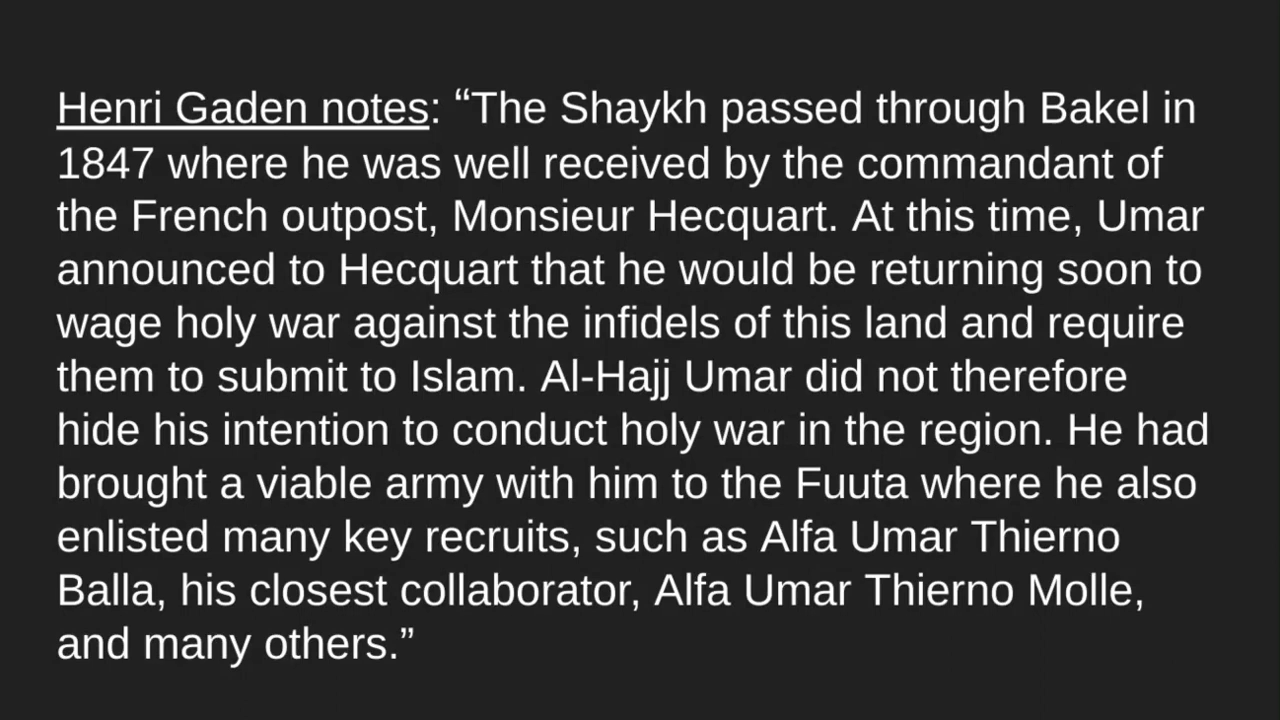 Henri Gaden notes: “The Shaykh passed through Bakel in
1847 where he was well received by the commandant of
the French outpost, Monsieur Hecquart. At this time, Umar
announced to Hecquart that he would be returning soon to
wage holy war against the infidels of this land and require
them to submit to Islam. Al-Hajj Umar did not therefore
hide his intention to conduct holy war in the region. He had
brought a viable army with him to the Fuuta where he also
enlisted many key recruits, such as Alfa Umar Thierno
Balla, his closest collaborator, Alfa Umar Thierno Molle,
and many others.”